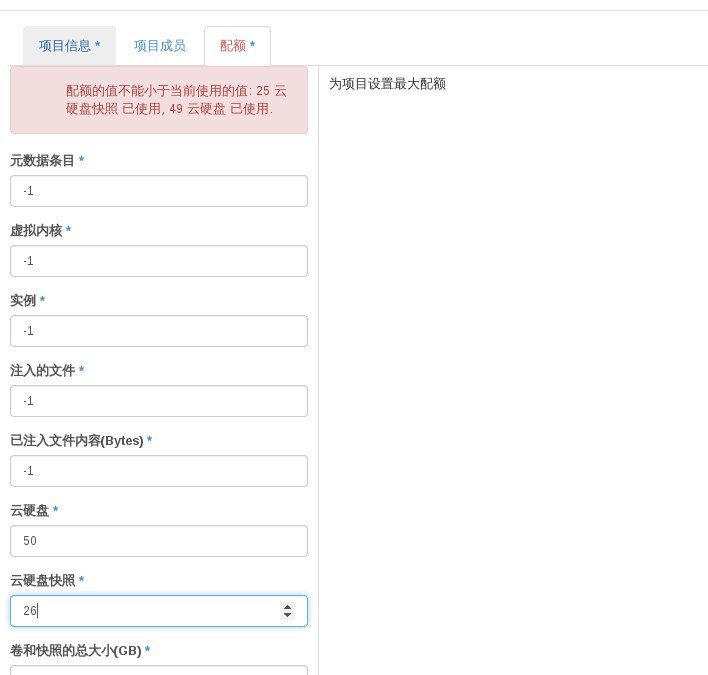 项目信息 * 项目成员 配额 *
配额的值不能小于当前使用的值: 25 云
硬盘快照 已使用, 49 云硬盘 已使用.
为项目设置最大配额
元数据条目 *
-1
虚拟内核 *
-1
实例 *
-1
注入的文件 *
-1
已注入文件内容(Bytes) *
-1
云硬盘 *
50
云硬盘快照 *
26
卷和快照的总大小(GB) *